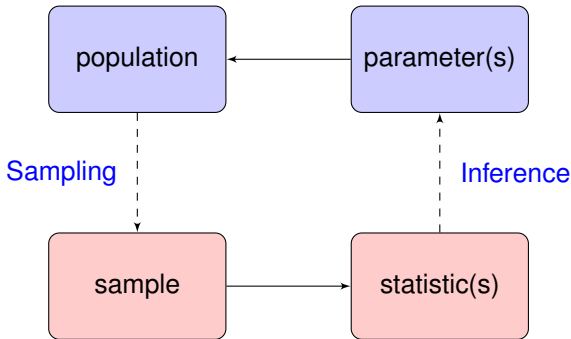 population
parameter(s)
Sampling
Inference
sample
statistic(s)